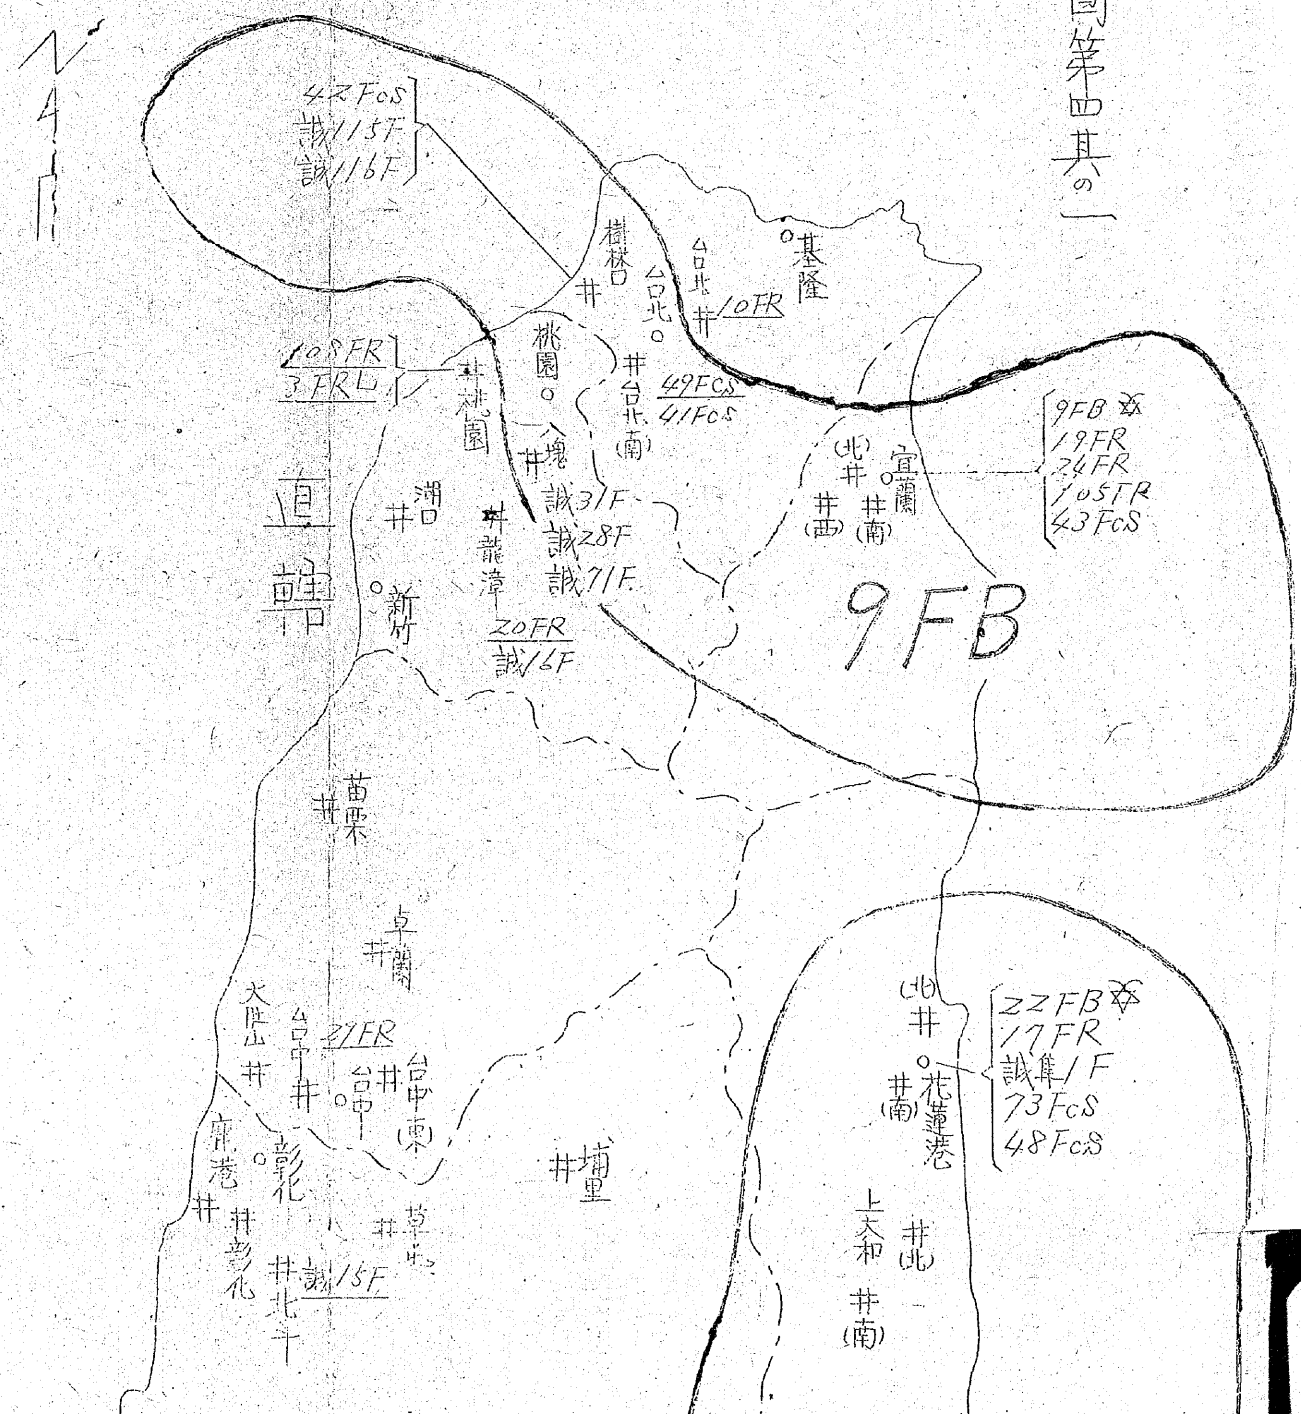 第四其の一
N
42FcS
誠115F
誠116F
樹林口
台北
台北
10FR
基隆
108FR
3FRL
桃園
桃園
台北(南)
49FCS
41FcS
八塊
誠31F
誠28F
誠71F
龍潭
20FR
誠16F
湖口
新竹
直轄
宜蘭
(北)
(西)
(南)
9FB
19FR
24FR
43FcS
9FB
苗栗
卓蘭
大肚山
台中
29FR
台中
台中(東)
鹿港
彰化
彰化
北斗
誠15F
草屯
埔里
(北)
花蓮港
(南)
22FB
17FR
誠隼1F
73FcS
48FcS
上大和
(北)
(南)